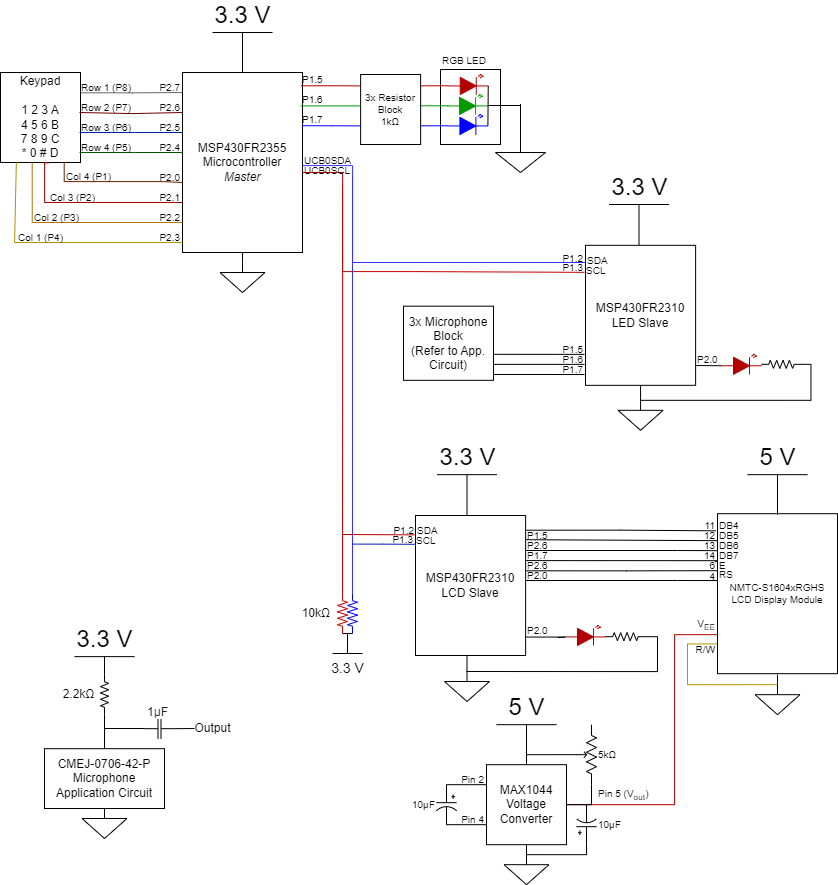 3.3 V
Keypad
1 2 3 A
4 5 6 B
7 8 9 C
* 0 # D
Row 1 (P8)
P2.7
Row 2 (P7)
P2.6
Row 3 (P6)
P2.5
Row 4 (P5)
P2.4
Col 4 (P1)
P2.0
Col 3 (P2)
P2.1
Col 2 (P3)
P2.2
Col 1 (P4)
P2.3
MSP430FR2355
Microcontroller
Master
P1.5
P1.6
P1.7
UCB0SDA
UCB0SCL
3x Resistor
Block
1kΩ
RGB LED
3.3 V
P1.2
SDA
P1.3
SCL
MSP430FR2310
LED Slave
3x Microphone
Block
(Refer to App.
Circuit)
P1.5
P1.6
P1.7
P2.0
3.3 V
P1.2
SDA
P1.3
SCL
MSP430FR2310
LCD Slave
P1.5
P2.6
P1.7
P2.6
P2.0
P2.0
5 V
11
DB4
12
DB5
13
DB6
14
DB7
6
E
4
RS
NMTC-S1604xRGHS
LCD Display Module
VEE
R/W
10kΩ
3.3 V
3.3 V
2.2kΩ
1µF
Output
CMEJ-0706-42-P
Microphone
Application Circuit
5 V
5kΩ
MAX1044
Voltage
Converter
Pin 2
Pin 4
10µF
+
Pin 5 (Vout)
10µF
+